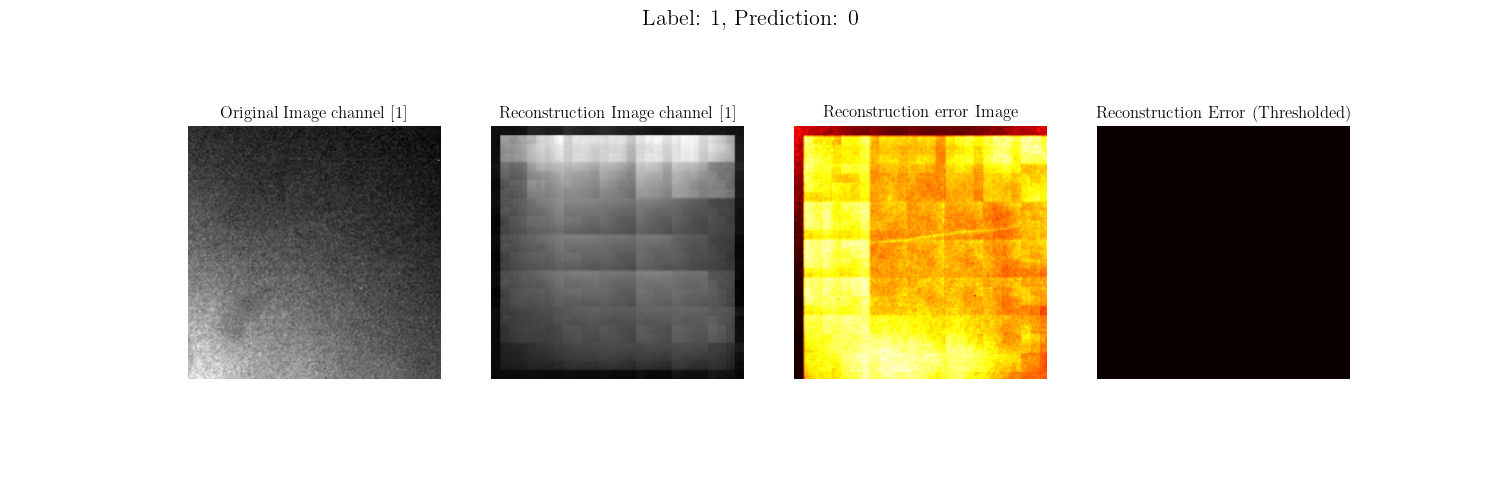 Label: 1, Prediction: 0
Original Image channel [1]
Reconstruction Image channel [1]
Reconstruction error Image
Reconstruction Error (Thresholded)